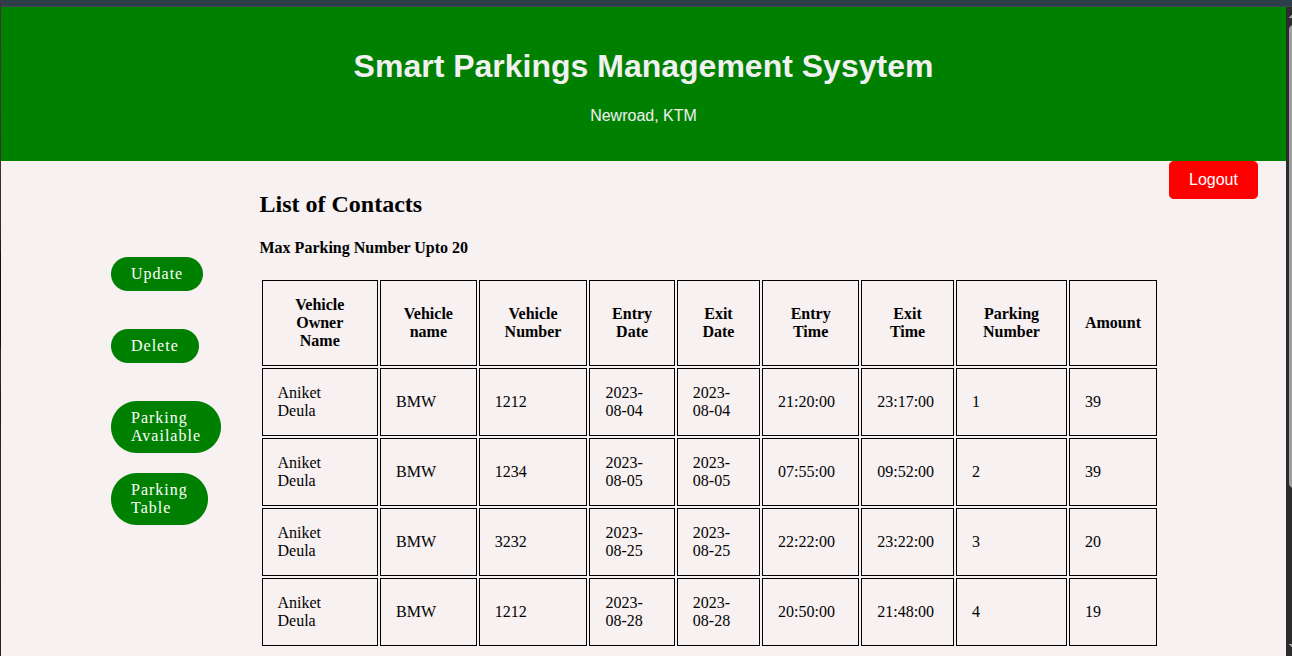 Smart Parkings Management Sysytem
Newroad, KTM
Logout
List of Contacts
Max Parking Number Upto 20
Update
Delete
Parking
Available
Parking
Table
Vehicle Owner Name Vehicle name Vehicle Number Entry Date Exit Date Entry Time Exit Time Parking Number Amount
Aniket Deula BMW 1212 2023-08-04 2023-08-04 21:20:00 23:17:00 1 39
Aniket Deula BMW 1234 2023-08-05 2023-08-05 07:55:00 09:52:00 2 39
Aniket Deula BMW 3232 2023-08-25 2023-08-25 22:22:00 23:22:00 3 20
Aniket Deula BMW 1212 2023-08-28 2023-08-28 20:50:00 21:48:00 4 19